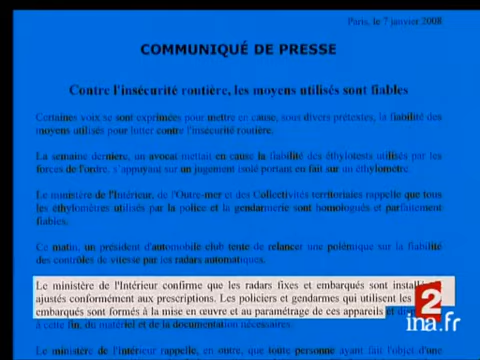 Paris, le 7 janvier 2008
COMMUNIQUÉ DE PRESSE
Contre l'insécurité routière, les moyens utilisés sont fiables
Certaines voix se sont exprimées pour mettre en cause, sous divers prétextes, la fiabilité des
moyens utilisés pour lutter contre l'insécurité routière.
La semaine dernière, un avocat mettait en cause la fiabilité des éthylotests utilisés par les
forces de l'ordre, s'appuyant sur un jugement isolé portant en fait sur un éthylomètre.
Le ministère de l'Intérieur, de l'Outre-mer et des Collectivités territoriales rappelle que tous
les éthylomètres utilisés par la police et la gendarmerie sont homologués et parfaitement
fiables.
Ce matin, un président d'automobile club tente de relancer une polémique sur la fiabilité
des contrôles de vitesse par les radars automatiques.
Le ministère de l'Intérieur confirme que les radars fixes et embarqués sont
ajustés conformément aux prescriptions. Les policiers et gendarmes qui utilisent les
embarqués sont formés à la mise en œuvre et au paramétrage de ces appareils et
à cette fin, du matériel et de la documentation nécessaires.
Le ministère de l'Intérieur rappelle, en outre, que toute personne ayant fait l'objet d'une
2
ina.fr